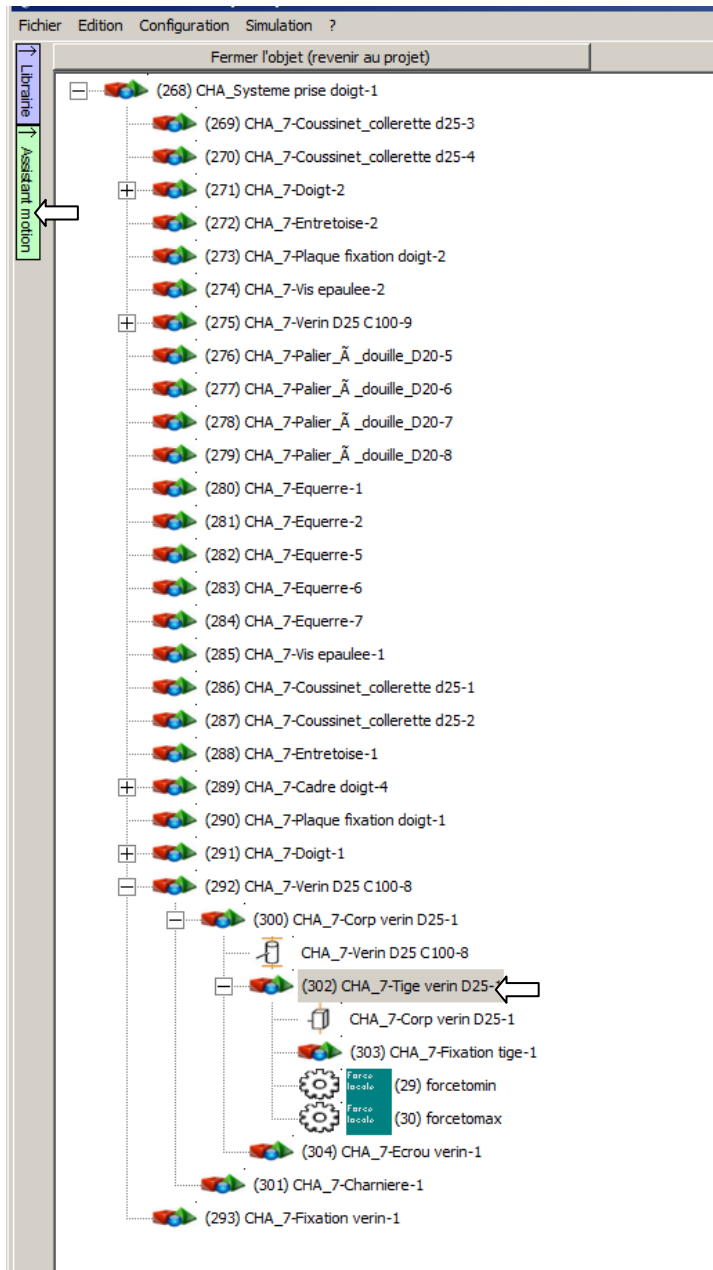 Fichier Edition Configuration Simulation ?
Fermer l'objet (revenir au projet)
Librairie
Assistant motion
(268) CHA_Systeme prise doigt-1
(269) CHA_7-Coussinet_collerette d25-3
(270) CHA_7-Coussinet_collerette d25-4
(271) CHA_7-Doigt-2
(272) CHA_7-Entretoise-2
(273) CHA_7-Plaque fixation doigt-2
(274) CHA_7-Vis epaulee-2
(275) CHA_7-Verin D25 C100-9
(276) CHA_7-Palier_Ã _douille_D20-5
(277) CHA_7-Palier_Ã _douille_D20-6
(278) CHA_7-Palier_Ã _douille_D20-7
(279) CHA_7-Palier_Ã _douille_D20-8
(280) CHA_7-Equerre-1
(281) CHA_7-Equerre-2
(282) CHA_7-Equerre-5
(283) CHA_7-Equerre-6
(284) CHA_7-Equerre-7
(285) CHA_7-Vis epaulee-1
(286) CHA_7-Coussinet_collerette d25-1
(287) CHA_7-Coussinet_collerette d25-2
(288) CHA_7-Entretoise-1
(289) CHA_7-Cadre doigt-4
(290) CHA_7-Plaque fixation doigt-1
(291) CHA_7-Doigt-1
(292) CHA_7-Verin D25 C100-8
(300) CHA_7-Corp verin D25-1
CHA_7-Verin D25 C100-8
(302) CHA_7-Tige verin D25-1
CHA_7-Corp verin D25-1
(303) CHA_7-Fixation tige-1
Force locale (29) forcetomin
Force locale (30) forcetomax
(304) CHA_7-Ecrou verin-1
(301) CHA_7-Charniere-1
(293) CHA_7-Fixation verin-1